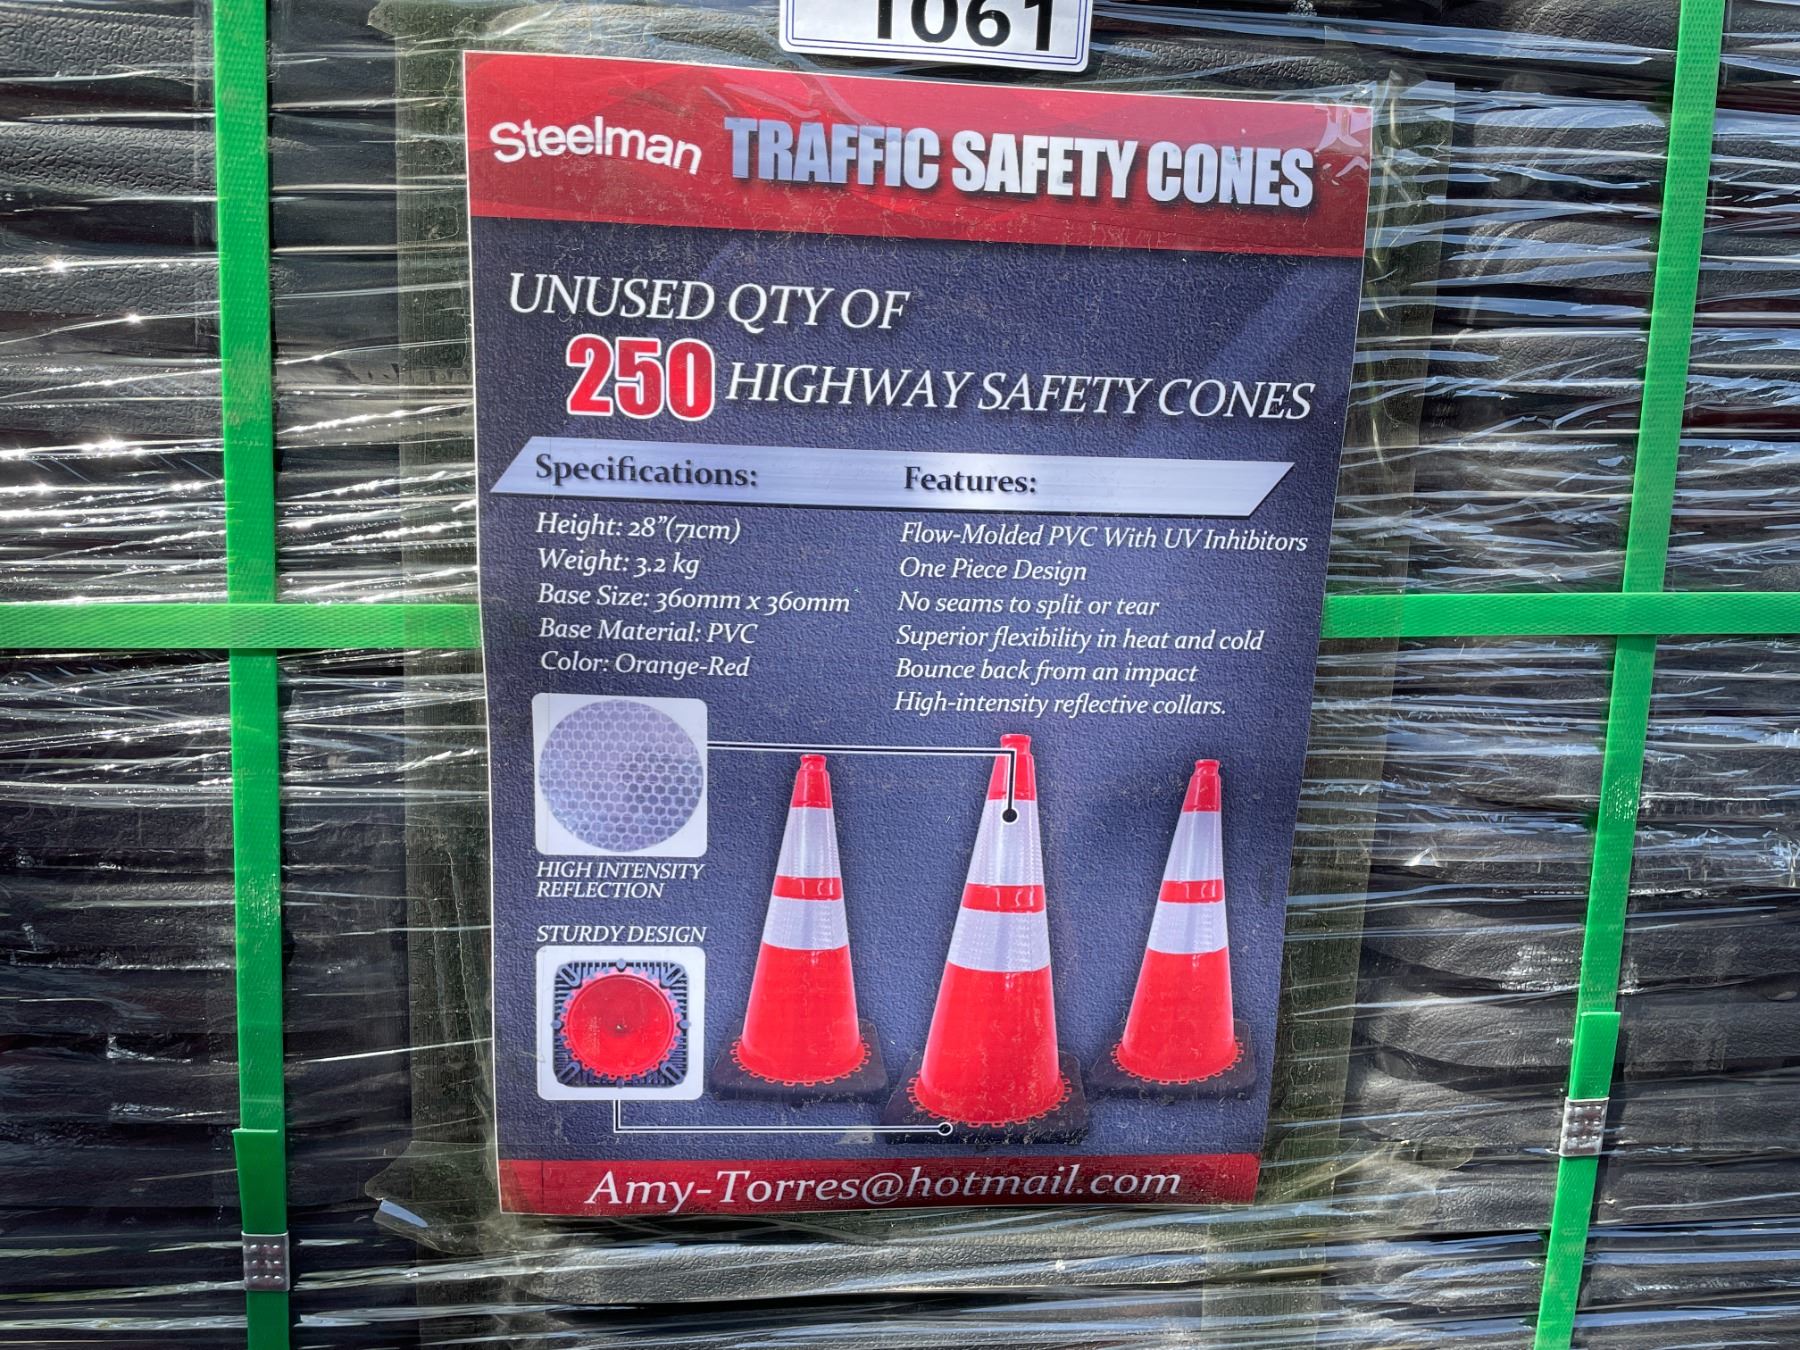 1061
Steelman TRAFFIC SAFETY CONES
UNUSED QTY OF
250 HIGHWAY SAFETY CONES
Specifications:
Height: 28”(71cm)
Weight: 3.2 kg
Base Size: 360mm x 360mm
Base Material: PVC
Color: Orange-Red
Features:
Flow-Molded PVC With UV Inhibitors
One Piece Design
No seams to split or tear
Superior flexibility in heat and cold
Bounce back from an impact
High-intensity reflective collars.
HIGH INTENSITY
REFLECTION
STURDY DESIGN
Amy-Torres@hotmail.com